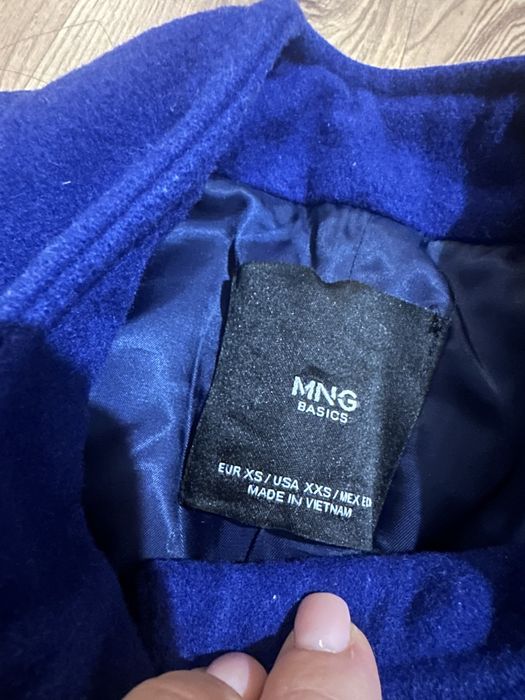 MNG
BASICS
EUR XS / USA XXS / MEX
MADE IN VIETNAM